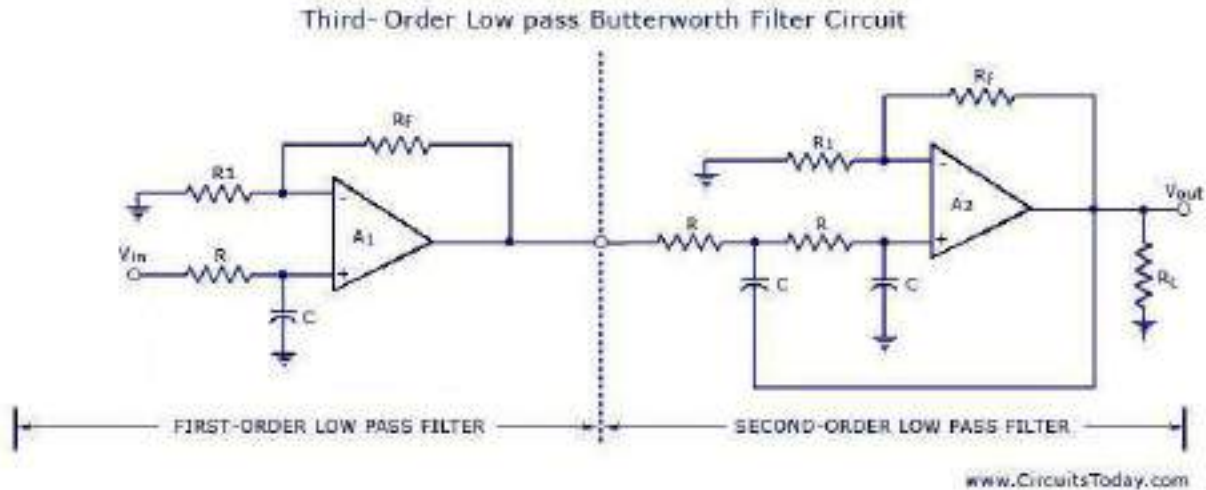 Third-Order Low pass Butterworth Filter Circuit
RF
R1
A1
-
+
Vin
R
C
RF
R1
A2
-
+
R
R
C
C
Vout
RL
FIRST-ORDER LOW PASS FILTER
SECOND-ORDER LOW PASS FILTER
www.CircuitsToday.com